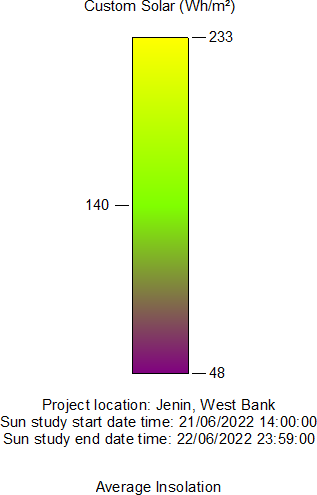 Custom Solar (Wh/m²)
233
140
48
Project location: Jenin, West Bank
Sun study start date time: 21/06/2022 14:00:00
Sun study end date time: 22/06/2022 23:59:00
Average Insolation